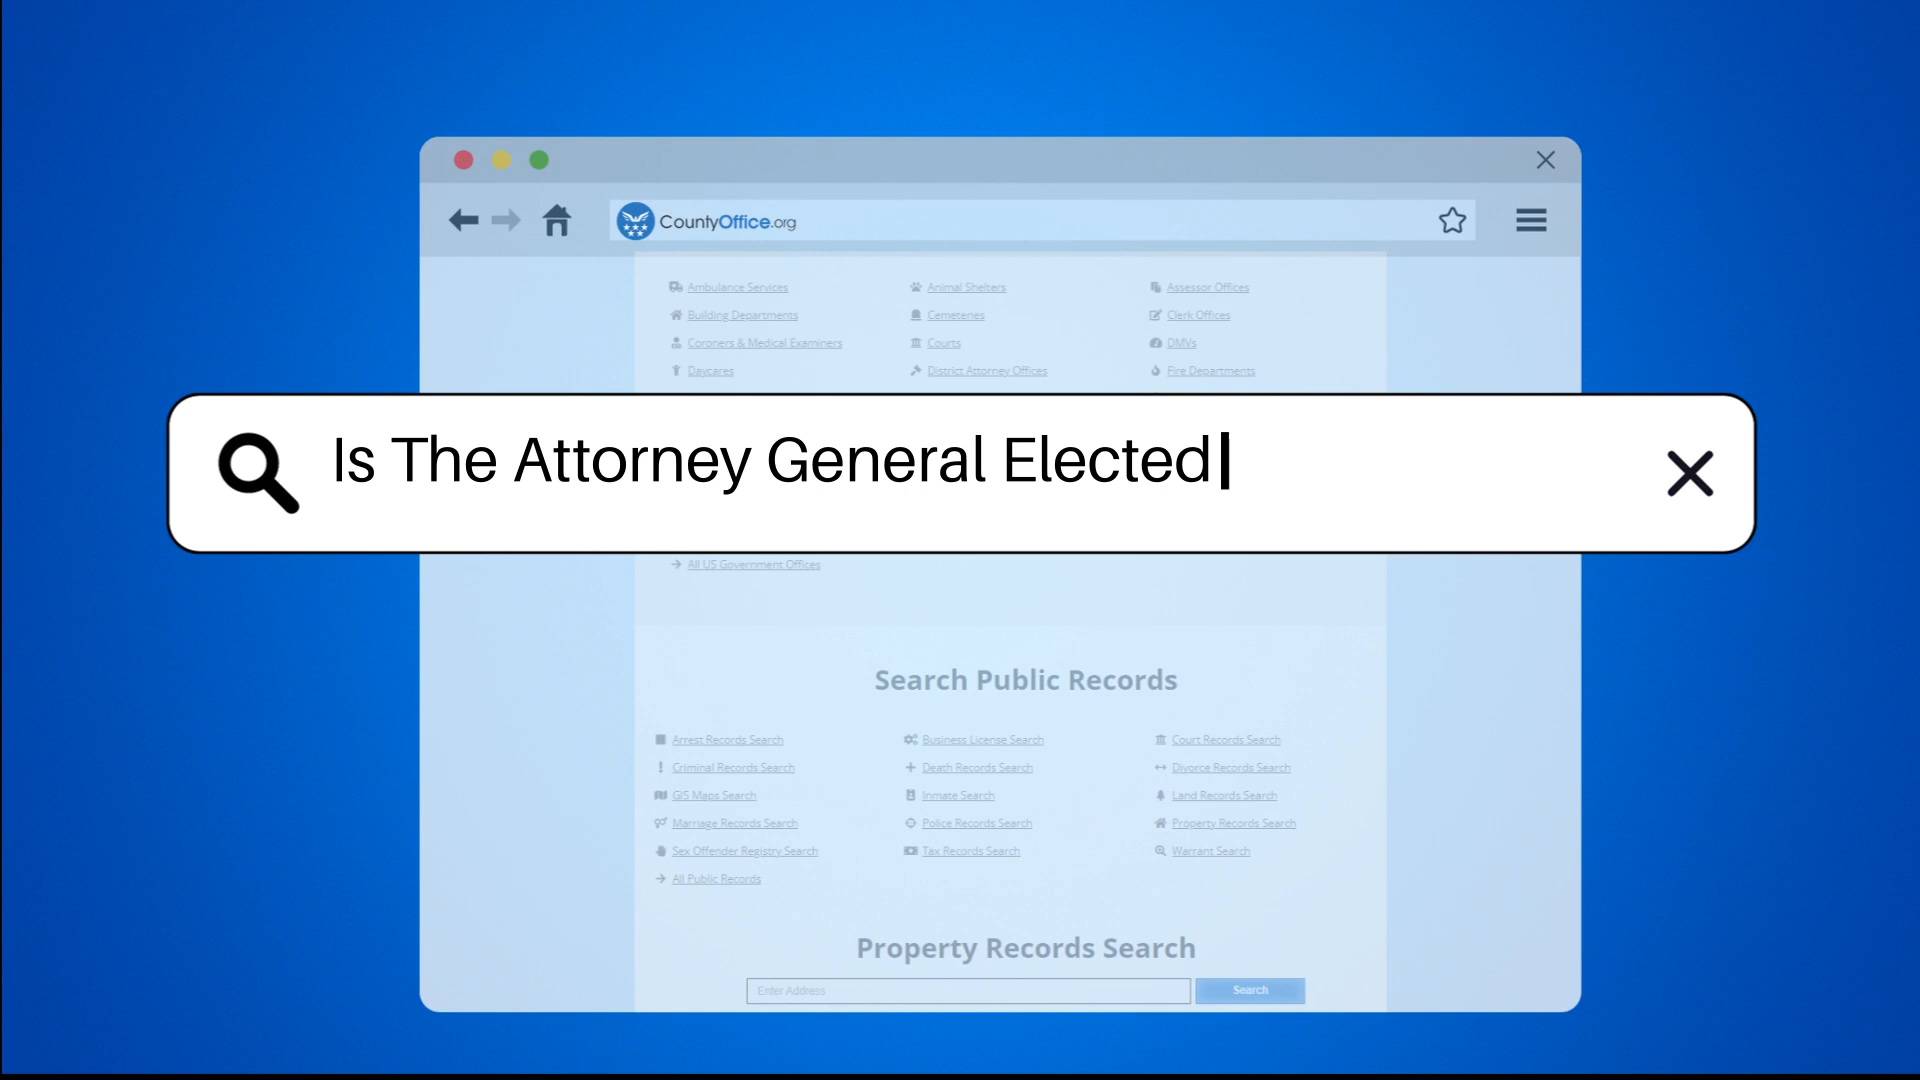 CountyOffice.org
Ambulance Services Animal Shelters Assessor Offices
Building Departments Cemeteries Clerk Offices
Coroners & Medical Examiners Courts DMVs
Daycares District Attorney Offices Fire Departments
Is The Attorney General Elected
All US Government Offices
Search Public Records
Arrest Records Search Business License Search Court Records Search
Criminal Records Search Death Records Search Divorce Records Search
GIS Maps Search Inmate Search Land Records Search
Marriage Records Search Police Records Search Property Records Search
Sex Offender Registry Search Tax Records Search Warrant Search
All Public Records
Property Records Search
Enter Address Search